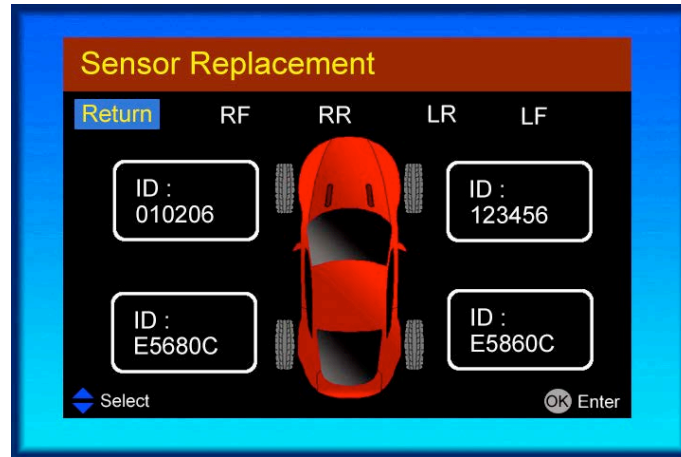 Sensor Replacement
Return RF RR LR LF
ID :
010206
ID :
123456
ID :
E5680C
ID :
E5860C
Select
OK Enter